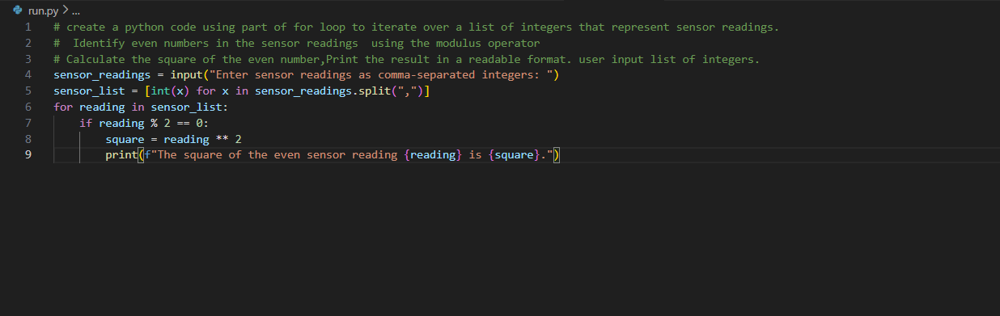 run.py > ...
1 # create a python code using part of for loop to iterate over a list of integers that represent sensor readings.
2 #  Identify even numbers in the sensor readings  using the modulus operator
3 # Calculate the square of the even number,Print the result in a readable format. user input list of integers.
4 sensor_readings = input("Enter sensor readings as comma-separated integers: ")
5 sensor_list = [int(x) for x in sensor_readings.split(",")]
6 for reading in sensor_list:
7     if reading % 2 == 0:
8         square = reading ** 2
9         print(f"The square of the even sensor reading {reading} is {square}.")